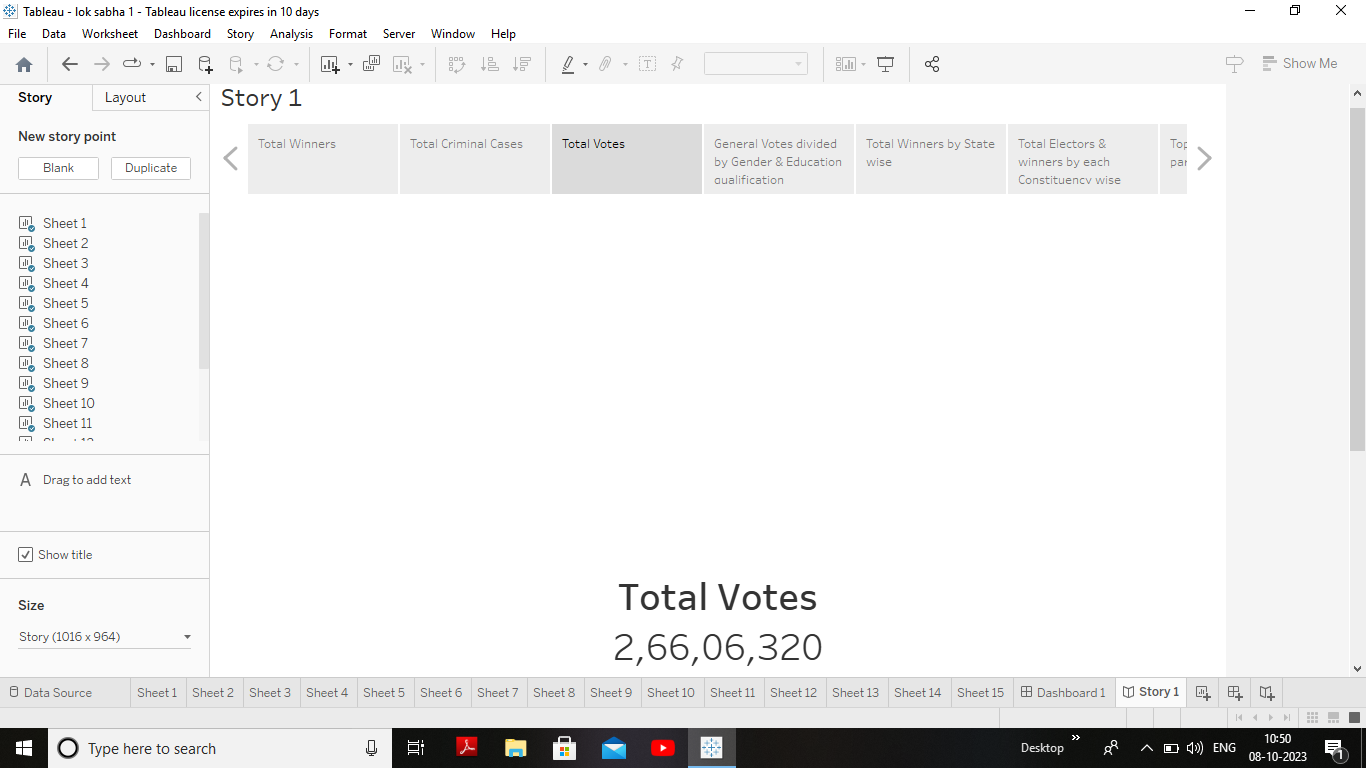 Tableau - lok sabha 1 - Tableau license expires in 10 days
File Data Worksheet Dashboard Story Analysis Format Server Window Help
Show Me
Story Layout
Story 1
New story point
Blank Duplicate
Total Winners
Total Criminal Cases
Total Votes
General Votes divided
by Gender & Education
qualification
Total Winners by State
wise
Total Electors &
winners by each
Constituency wise
Top
par
Sheet 1
Sheet 2
Sheet 3
Sheet 4
Sheet 5
Sheet 6
Sheet 7
Sheet 8
Sheet 9
Sheet 10
Sheet 11
A Drag to add text
Show title
Size
Story (1016 x 964)
Total Votes
2,66,06,320
Data Source Sheet 1 Sheet 2 Sheet 3 Sheet 4 Sheet 5 Sheet 6 Sheet 7 Sheet 8 Sheet 9 Sheet 10 Sheet 11 Sheet 12 Sheet 13 Sheet 14 Sheet 15 Dashboard 1 Story 1
Type here to search
Desktop
ENG
10:50
08-10-2023
1